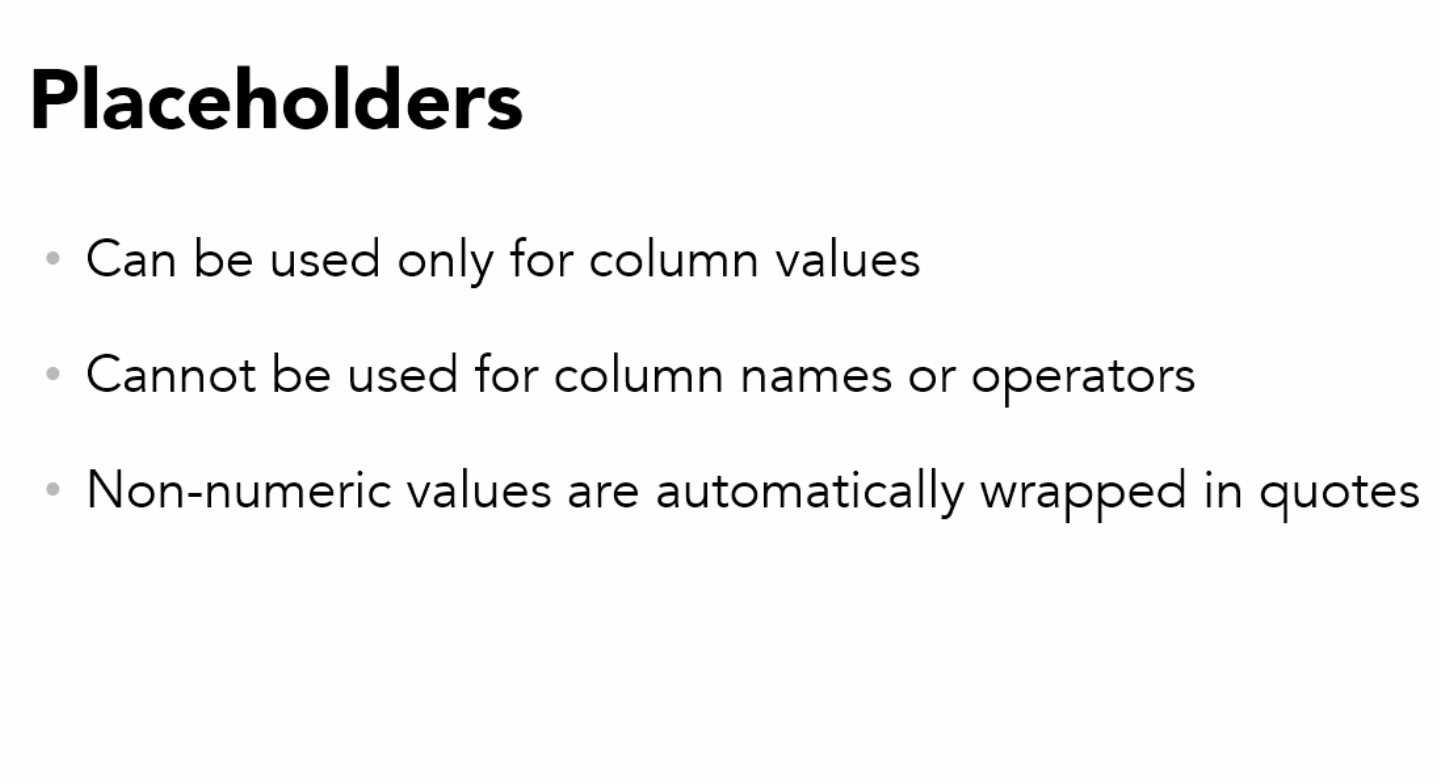 Placeholders
• Can be used only for column values
• Cannot be used for column names or operators
• Non-numeric values are automatically wrapped in quotes